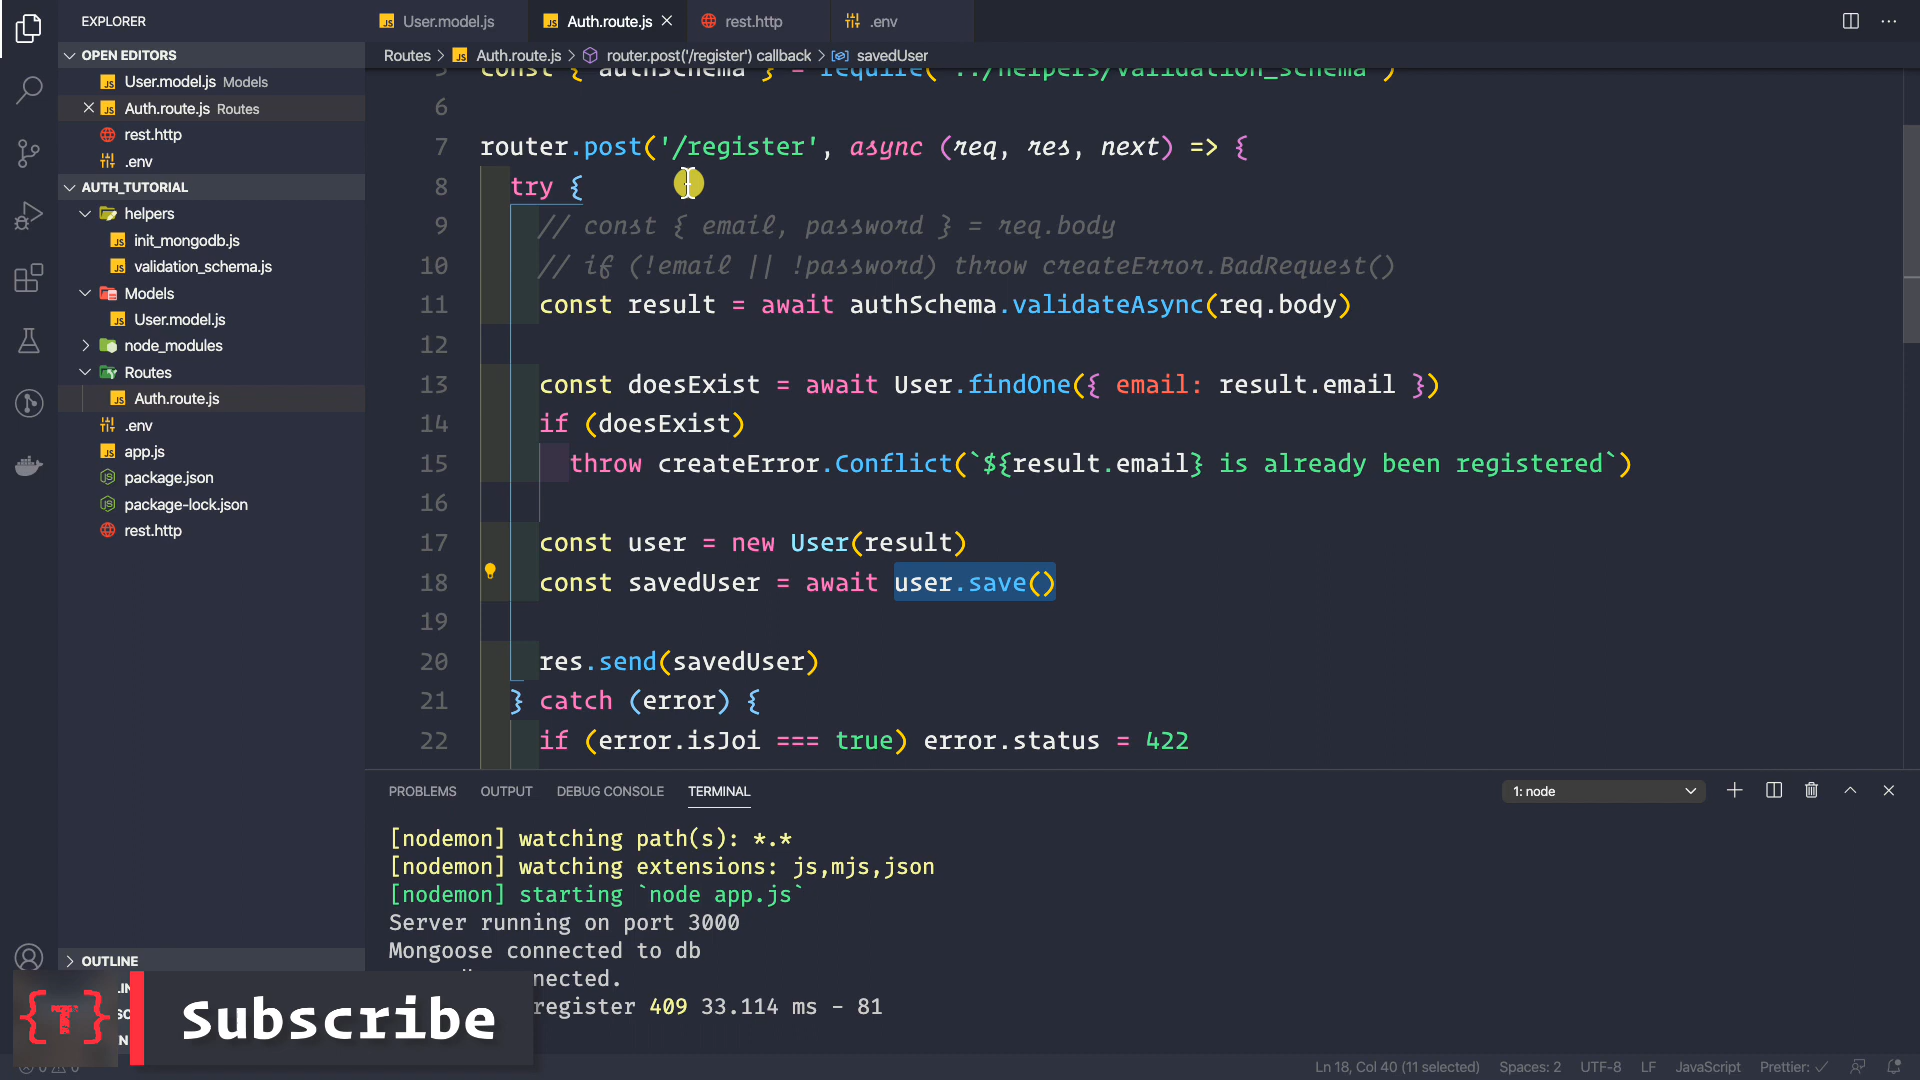 EXPLORER
OPEN EDITORS
User.model.js Models
Auth.route.js Routes
rest.http
.env
AUTH_TUTORIAL
helpers
init_mongodb.js
validation_schema.js
Models
User.model.js
node_modules
Routes
Auth.route.js
.env
app.js
package.json
package-lock.json
rest.http
OUTLINE
User.model.js
Auth.route.js
rest.http
.env
Routes > Auth.route.js > router.post('/register') callback > savedUser
const { authSchema } = require('../helpers/validation_schema')
6
7 router.post('/register', async (req, res, next) => {
8 try {
9 // const { email, password } = req.body
10 // if (!email || !password) throw createError.BadRequest()
11 const result = await authSchema.validateAsync(req.body)
12
13 const doesExist = await User.findOne({ email: result.email })
14 if (doesExist)
15 throw createError.Conflict(`${result.email} is already been registered`)
16
17 const user = new User(result)
18 const savedUser = await user.save()
19
20 res.send(savedUser)
21 } catch (error) {
22 if (error.isJoi === true) error.status = 422
PROBLEMS OUTPUT DEBUG CONSOLE TERMINAL
1: node
[nodemon] watching path(s): *.*
[nodemon] watching extensions: js,mjs,json
[nodemon] starting `node app.js`
Server running on port 3000
Mongoose connected to db
nnected.
register 409 33.114 ms - 81
{T}
Subscribe
Ln 18, Col 40 (11 selected) Spaces: 2 UTF-8 LF JavaScript Prettier: ✓